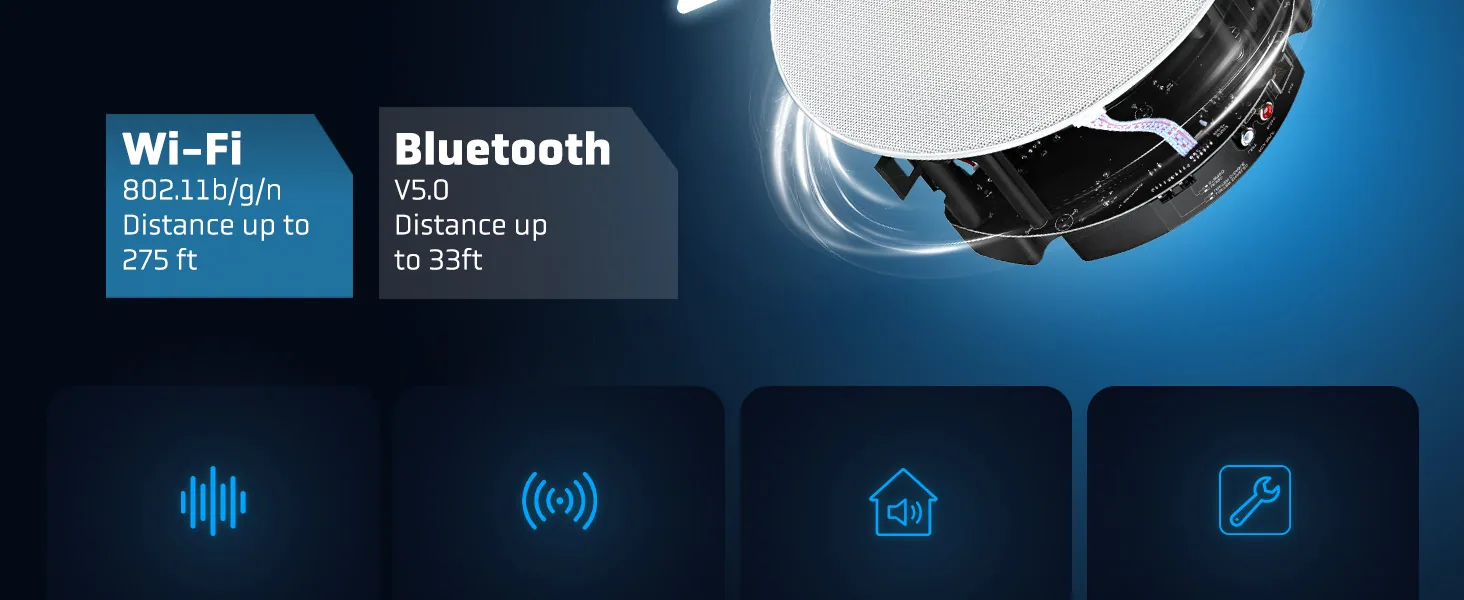 Wi-Fi
802.11b/g/n
Distance up to
275 ft
Bluetooth
V5.0
Distance up
to 33ft